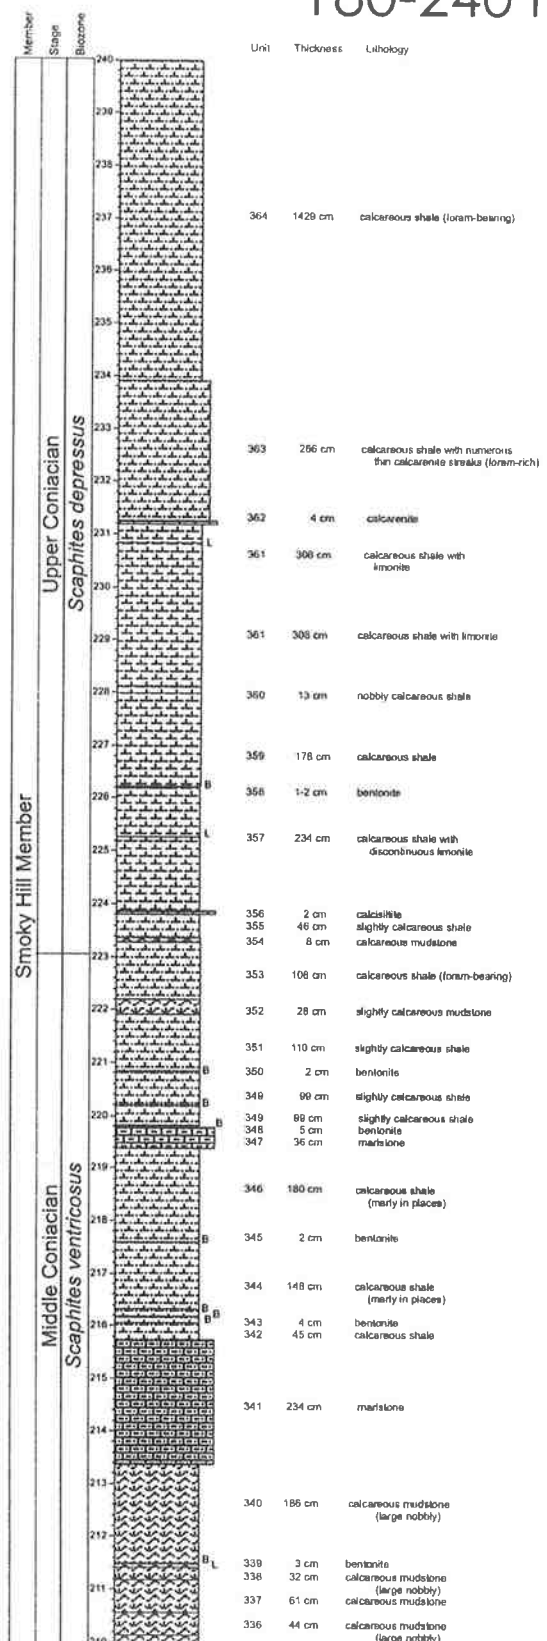 180-240
Member
Stage
Biozone
Unit Thickness Lithology
240
239
238
237
364 1429 cm calcareous shale (foram-bearing)
236
235
234
233
363 266 cm calcareous shale with numerous
thin calcarenite streaks (foram-rich)
232
362 4 cm calcarenite
231
L
361 308 cm calcareous shale with
limonite
230
Upper Coniacian
Scaphites depressus
229
361 308 cm calcareous shale with limonite
228
360 13 cm nobbly calcareous shale
227
359 178 cm calcareous shale
B
226
358 1-2 cm bentonite
L
357 234 cm calcareous shale with
discontinuous limonite
225
224
356 2 cm calcisiltite
355 46 cm slightly calcareous shale
354 8 cm calcareous mudstone
Smoky Hill Member
223
353 108 cm calcareous shale (foram-bearing)
222
352 28 cm slightly calcareous mudstone
351 110 cm slightly calcareous shale
221
B
350 2 cm bentonite
349 99 cm slightly calcareous shale
B
220
349 99 cm slightly calcareous shale
B
348 5 cm bentonite
347 36 cm marlstone
219
346 180 cm calcareous shale
(marly in places)
218
B
345 2 cm bentonite
217
344 148 cm calcareous shale
(marly in places)
B
B
B
343 4 cm bentonite
216
342 45 cm calcareous shale
Middle Coniacian
Scaphites ventricosus
215
341 234 cm marlstone
214
213
340 186 cm calcareous mudstone
(large nobbly)
212
B
L
339 3 cm bentonite
338 32 cm calcareous mudstone
(large nobbly)
211
337 61 cm calcareous mudstone
336 44 cm calcareous mudstone
(large nobbly)
210